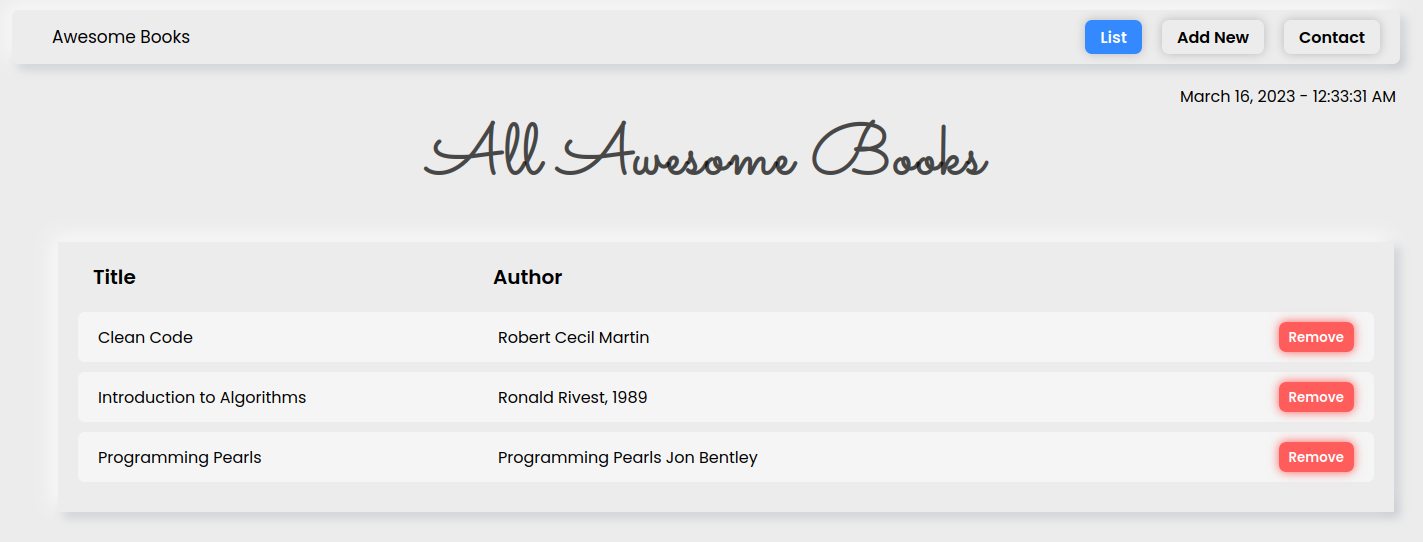 Awesome Books List Add New Contact
March 16, 2023 - 12:33:31 AM
All Awesome Books
Title Author
Clean Code Robert Cecil Martin Remove
Introduction to Algorithms Ronald Rivest, 1989 Remove
Programming Pearls Programming Pearls Jon Bentley Remove